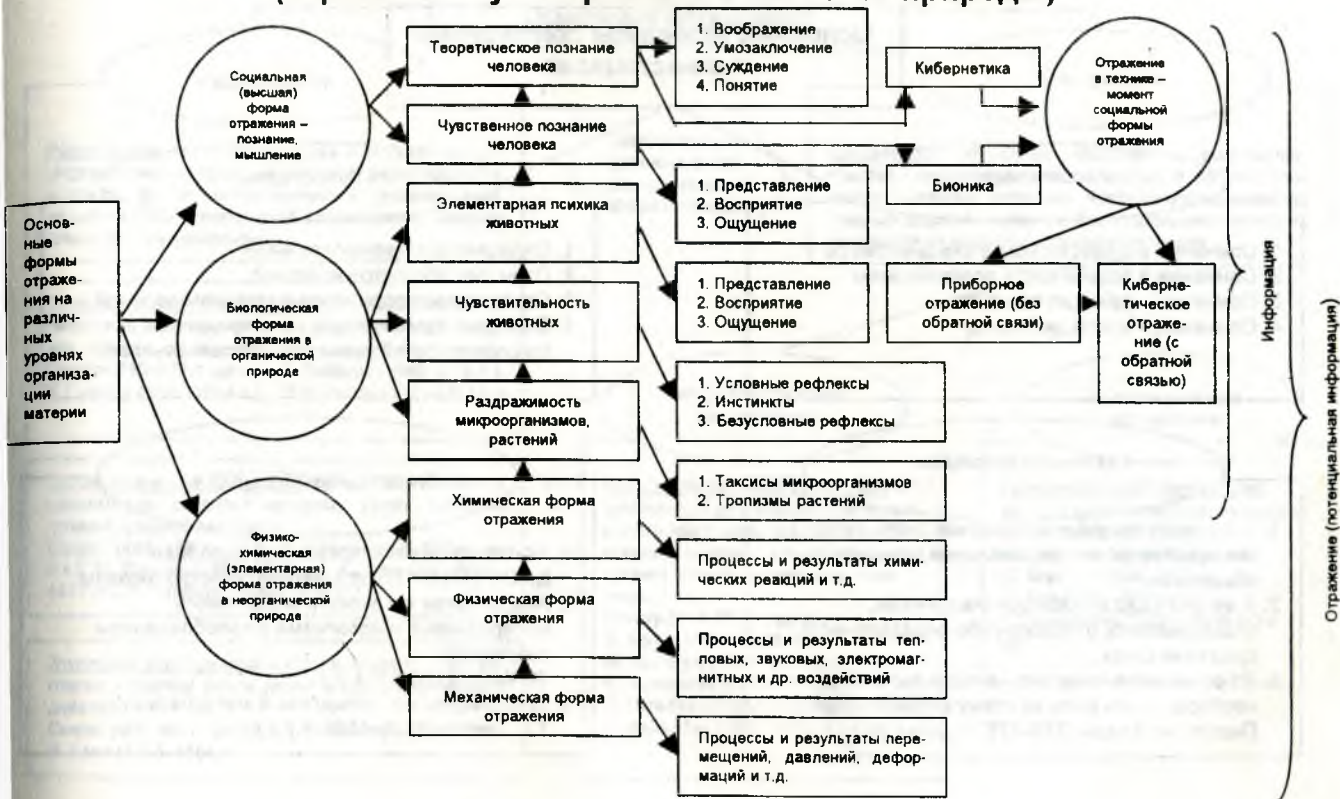 Основ-
ные
формы
отраже-
ния на
различ-
ных
уровнях
организа-
ции
материи
Социальная
(высшая)
форма
отражения –
познание,
мышление
Биологическая
форма
отражения в
органической
природе
Физико-
химическая
(элементарная)
форма отражения
в неорганической
природе
Теоретическое познание
человека
Чувственное познание
человека
Элементарная психика
животных
Чувствительность
животных
Раздражимость
микроорганизмов,
растений
Химическая форма
отражения
Физическая форма
отражения
Механическая форма
отражения
1. Воображение
2. Умозаключение
3. Суждение
4. Понятие
1. Представление
2. Восприятие
3. Ощущение
1. Представление
2. Восприятие
3. Ощущение
1. Условные рефлексы
2. Инстинкты
3. Безусловные рефлексы
1. Таксисы микроорганизмов
2. Тропизмы растений
Процессы и результаты хими-
ческих реакций и т.д.
Процессы и результаты теп-
ловых, звуковых, электромаг-
нитных и др. воздействий
Процессы и результаты пере-
мещений, давлений, дефор-
маций и т.д.
Кибернетика
Бионика
Отражение
в технике –
момент
социальной
формы
отражения
Приборное
отражение (без
обратной связи)
Киберне-
тическое
отраже-
ние (с
обратной
связью)
Информация
Отражение (потенциальная информация)